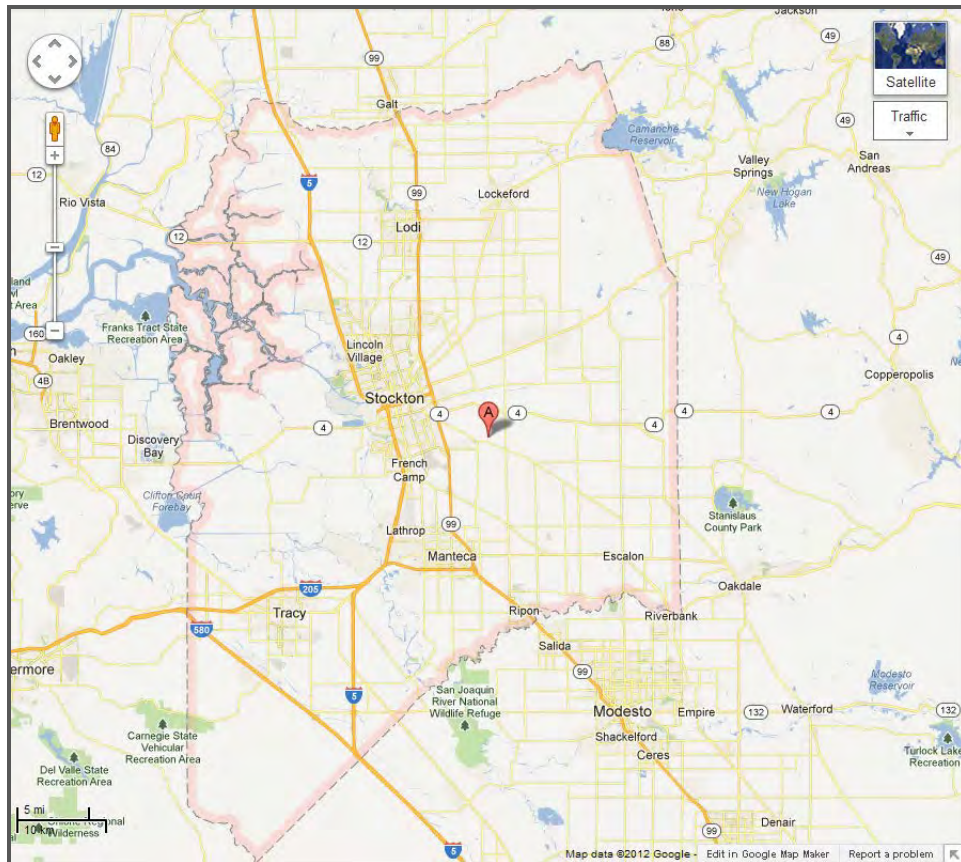 Jackson
49
88
99
Satellite
Galt
Traffic
Camanche
Reservoir
84
12
5
Valley
Springs
San
Andreas
New Hogan
Lake
Lockeford
99
Rio Vista
Lodi
12
12
49
Franks Tract State
Recreation Area
160
Oakley
4B
Lincoln
Village
4
Copperopolis
Stockton
4
A
4
4
4
4
4
Brentwood
Discovery
Bay
French
Camp
Clifton Court
Forebay
Stanislaus
County Park
Lathrop
99
Manteca
Escalon
Oakdale
205
Tracy
Ripon
Riverbank
580
Salida
ermore
99
Modesto
Reservoir
San Joaquin
River National
Wildlife Refuge
5
Modesto
Empire
132
Waterford
132
Carnegie State
Vehicular
Recreation Area
Shackelford
Ceres
Turlock Lake
Recreation
Del Valle State
Recreation Area
5 mi
10 km
Regional
Wilderness
Denair
99
5
Map data ©2012 Google -
Edit in Google Map Maker
Report a problem